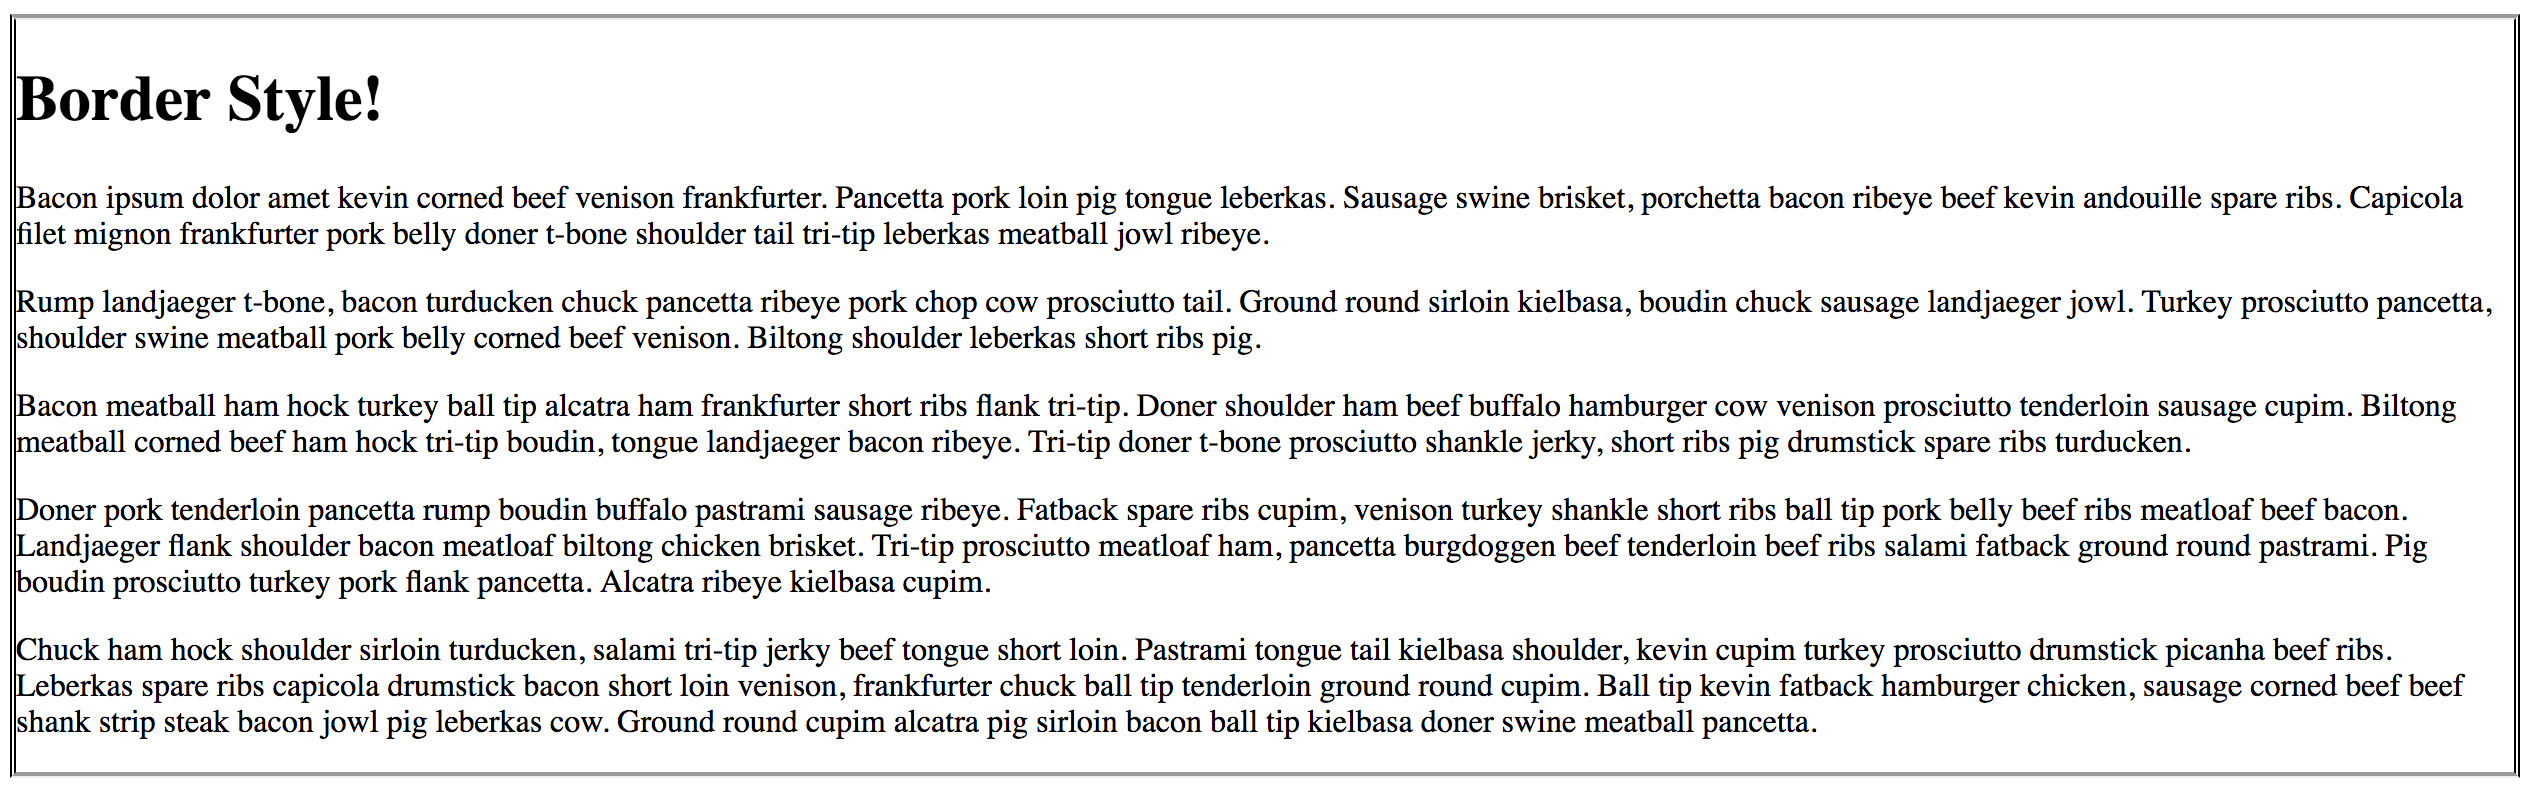 Border Style!
Bacon ipsum dolor amet kevin corned beef venison frankfurter. Pancetta pork loin pig tongue leberkas. Sausage swine brisket, porchetta bacon ribeye beef kevin andouille spare ribs. Capicola
filet mignon frankfurter pork belly doner t-bone shoulder tail tri-tip leberkas meatball jowl ribeye.
Rump landjaeger t-bone, bacon turducken chuck pancetta ribeye pork chop cow prosciutto tail. Ground round sirloin kielbasa, boudin chuck sausage landjaeger jowl. Turkey prosciutto pancetta,
shoulder swine meatball pork belly corned beef venison. Biltong shoulder leberkas short ribs pig.
Bacon meatball ham hock turkey ball tip alcatra ham frankfurter short ribs flank tri-tip. Doner shoulder ham beef buffalo hamburger cow venison prosciutto tenderloin sausage cupim. Biltong
meatball corned beef ham hock tri-tip boudin, tongue landjaeger bacon ribeye. Tri-tip doner t-bone prosciutto shankle jerky, short ribs pig drumstick spare ribs turducken.
Doner pork tenderloin pancetta rump boudin buffalo pastrami sausage ribeye. Fatback spare ribs cupim, venison turkey shankle short ribs ball tip pork belly beef ribs meatloaf beef bacon.
Landjaeger flank shoulder bacon meatloaf biltong chicken brisket. Tri-tip prosciutto meatloaf ham, pancetta burgdoggen beef tenderloin beef ribs salami fatback ground round pastrami. Pig
boudin prosciutto turkey pork flank pancetta. Alcatra ribeye kielbasa cupim.
Chuck ham hock shoulder sirloin turducken, salami tri-tip jerky beef tongue short loin. Pastrami tongue tail kielbasa shoulder, kevin cupim turkey prosciutto drumstick picanha beef ribs.
Leberkas spare ribs capicola drumstick bacon short loin venison, frankfurter chuck ball tip tenderloin ground round cupim. Ball tip kevin fatback hamburger chicken, sausage corned beef beef
shank strip steak bacon jowl pig leberkas cow. Ground round cupim alcatra pig sirloin bacon ball tip kielbasa doner swine meatball pancetta.